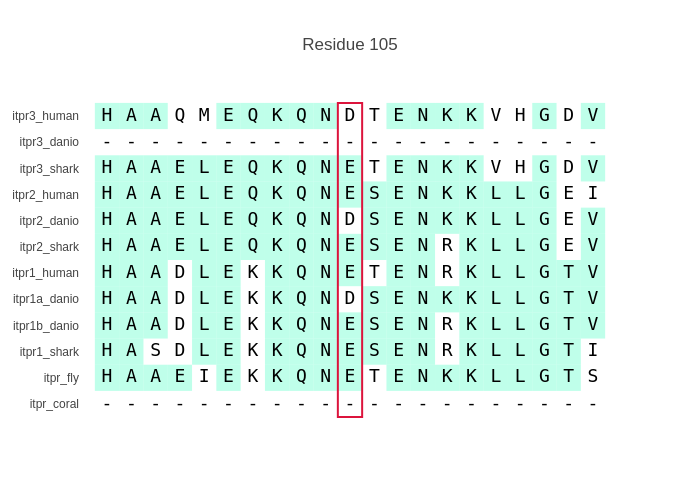 Residue 105
itpr3_human H A A Q M E Q K Q N D T E N K K V H G D V
itpr3_danio - - - - - - - - - - - - - - - - - - - - -
itpr3_shark H A A E L E Q K Q N E T E N K K V H G D V
itpr2_human H A A E L E Q K Q N E S E N K K L L G E I
itpr2_danio H A A E L E Q K Q N D S E N K K L L G E V
itpr2_shark H A A E L E Q K Q N E S E N R K L L G E V
itpr1_human H A A D L E K K Q N E T E N R K L L G T V
itpr1a_danio H A A D L E K K Q N D S E N K K L L G T V
itpr1b_danio H A A D L E K K Q N E S E N R K L L G T V
itpr1_shark H A S D L E K K Q N E S E N R K L L G T I
itpr_fly H A A E I E K K Q N E T E N K K L L G T S
itpr_coral - - - - - - - - - - - - - - - - - - - - -